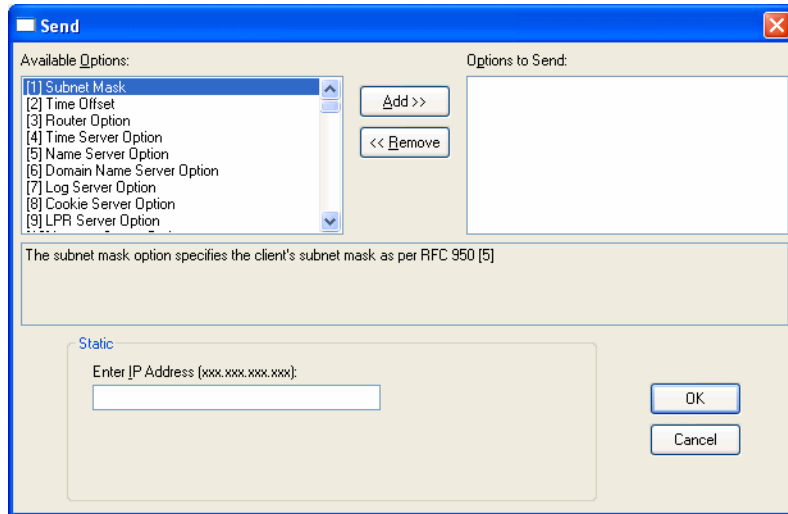 Send
Available Options:
Options to Send:
[1] Subnet Mask
[2] Time Offset
[3] Router Option
[4] Time Server Option
[5] Name Server Option
[6] Domain Name Server Option
[7] Log Server Option
[8] Cookie Server Option
[9] LPR Server Option
Add >>
<< Remove
The subnet mask option specifies the client's subnet mask as per RFC 950 [5]
Static
Enter IP Address (xxx.xxx.xxx.xxx):
OK
Cancel